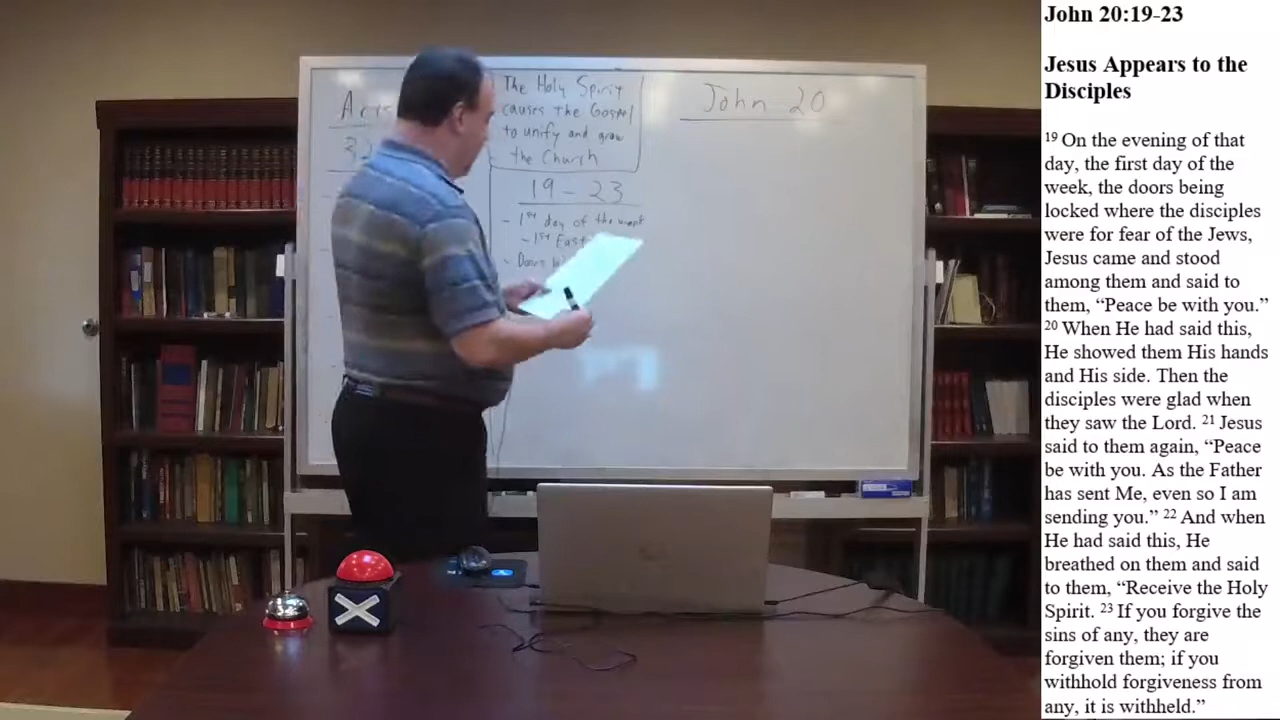 Acts
32
The Holy Spirit
causes the Gospel
to unify and grow
the Church
19 - 23
- 1st day of the week
- 1st East
- Doors
John 20
John 20:19-23
Jesus Appears to the
Disciples
19 On the evening of that
day, the first day of the
week, the doors being
locked where the disciples
were for fear of the Jews,
Jesus came and stood
among them and said to
them, “Peace be with you.”
20 When He had said this,
He showed them His hands
and His side. Then the
disciples were glad when
they saw the Lord. 21 Jesus
said to them again, “Peace
be with you. As the Father
has sent Me, even so I am
sending you.” 22 And when
He had said this, He
breathed on them and said
to them, “Receive the Holy
Spirit. 23 If you forgive the
sins of any, they are
forgiven them; if you
withhold forgiveness from
any, it is withheld.”